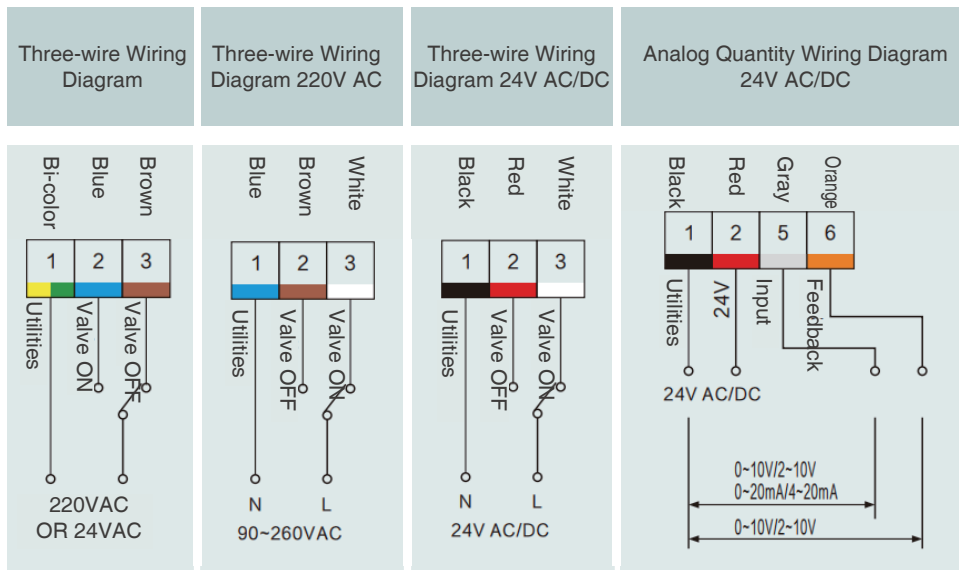 Three-wire Wiring
Diagram
Three-wire Wiring
Diagram 220V AC
Three-wire Wiring
Diagram 24V AC/DC
Analog Quantity Wiring Diagram
24V AC/DC
Bi-color
Blue
Brown
1
2
3
Utilities
Valve ON
Valve OFF
220VAC
OR 24VAC
Blue
Brown
White
1
2
3
Utilities
Valve OFF
Valve ON
N
L
90~260VAC
Black
Red
White
1
2
3
Utilities
Valve OFF
Valve ON
N
L
24V AC/DC
Black
Red
Gray
Orange
1
2
5
6
Utilities
24V
Input
Feedback
24V AC/DC
0~10V/2~10V
0~20mA/4~20mA
0~10V/2~10V